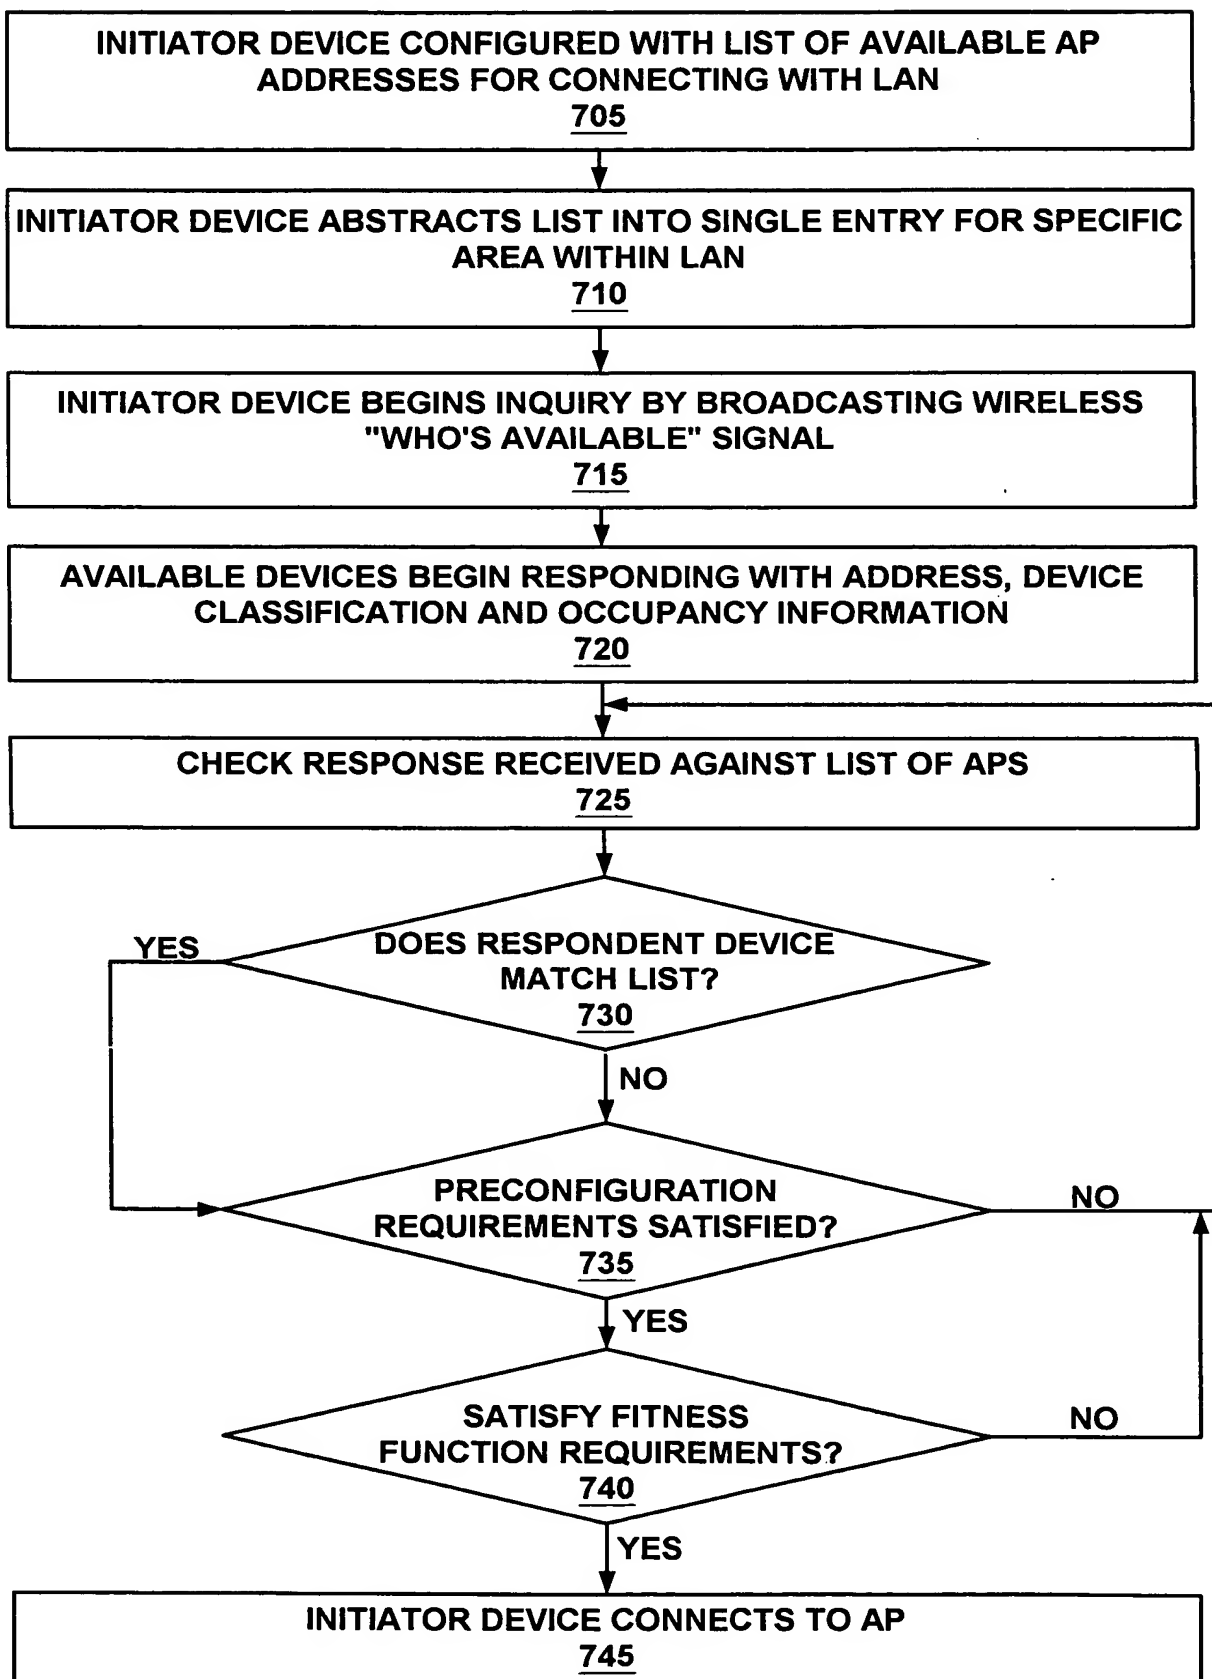 INITIATOR DEVICE CONFIGURED WITH LIST OF AVAILABLE AP
ADDRESSES FOR CONNECTING WITH LAN
705
INITIATOR DEVICE ABSTRACTS LIST INTO SINGLE ENTRY FOR SPECIFIC
AREA WITHIN LAN
710
INITIATOR DEVICE BEGINS INQUIRY BY BROADCASTING WIRELESS
"WHO'S AVAILABLE" SIGNAL
715
AVAILABLE DEVICES BEGIN RESPONDING WITH ADDRESS, DEVICE
CLASSIFICATION AND OCCUPANCY INFORMATION
720
CHECK RESPONSE RECEIVED AGAINST LIST OF APS
725
YES
DOES RESPONDENT DEVICE
MATCH LIST?
730
NO
PRECONFIGURATION
REQUIREMENTS SATISFIED?
735
NO
YES
SATISFY FITNESS
FUNCTION REQUIREMENTS?
740
NO
YES
INITIATOR DEVICE CONNECTS TO AP
745